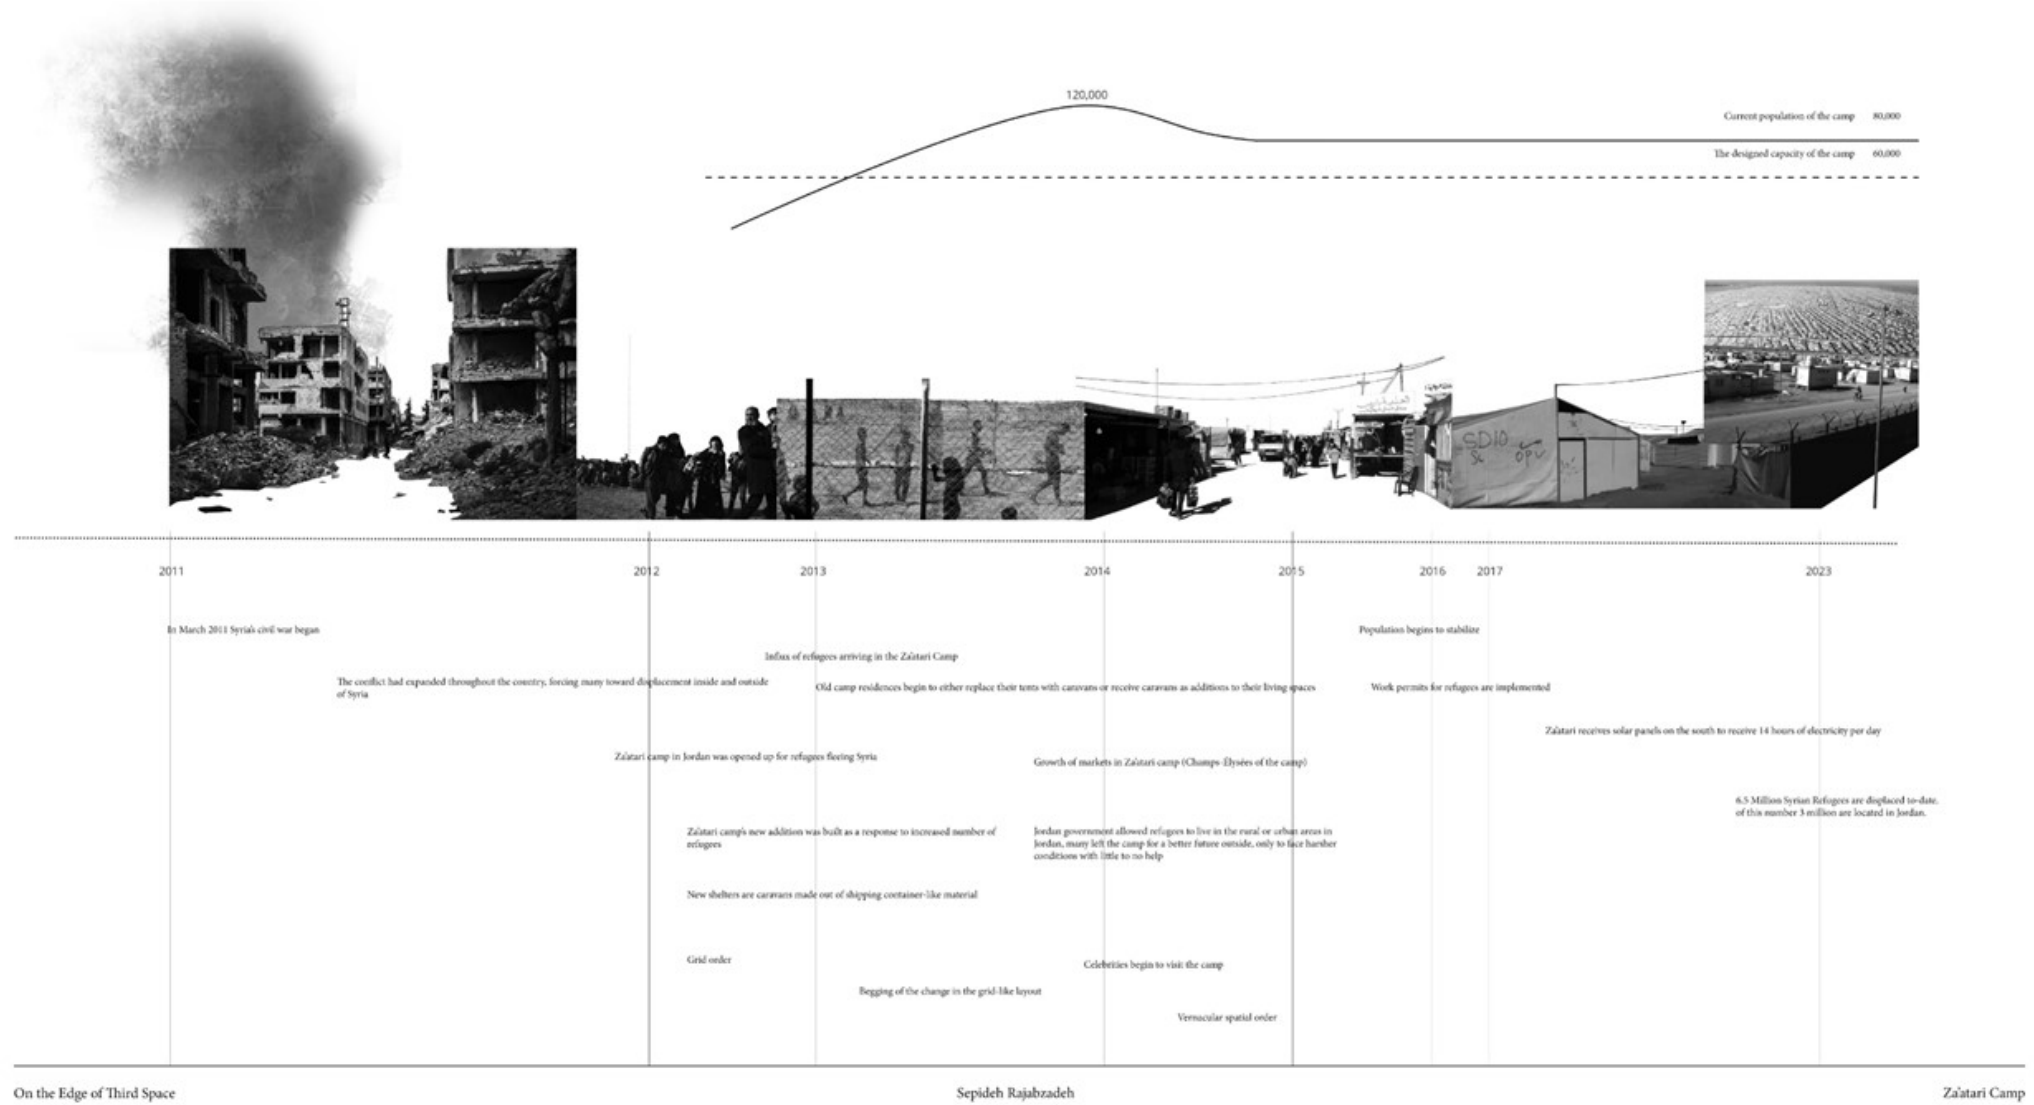 120,000
Current population of the camp 80,000
The designed capacity of the camp 60,000
SD10
OPV
2011 2012 2013 2014 2015 2016 2017 2023
In March 2011 Syria's civil war began
Population begins to stabilize
Influx of refugees arriving in the Za'atari Camp
The conflict had expanded throughout the country, forcing many toward displacement inside and outside
of Syria
Old camp residences begin to either replace their tents with caravans or receive caravans as additions to their living spaces
Work permits for refugees are implemented
Za'atari receives solar panels on the south to receive 14 hours of electricity per day
Za'atari camp in Jordan was opened up for refugees fleeing Syria
Growth of markets in Za'atari camp (Champs-Élysées of the camp)
6.5 Million Syrian Refugees are displaced to-date.
of this number 3 million are located in Jordan.
Za'atari camp's new addition was built as a response to increased number of
refugees
Jordan government allowed refugees to live in the rural or urban areas in
Jordan, many left the camp for a better future outside, only to face harsher
conditions with little to no help
New shelters are caravans made out of shipping container-like material
Grid order
Celebrities begin to visit the camp
Begging of the change in the grid-like layout
Vernacular spatial order
On the Edge of Third Space
Sepideh Rajabzadeh
Za'atari Camp